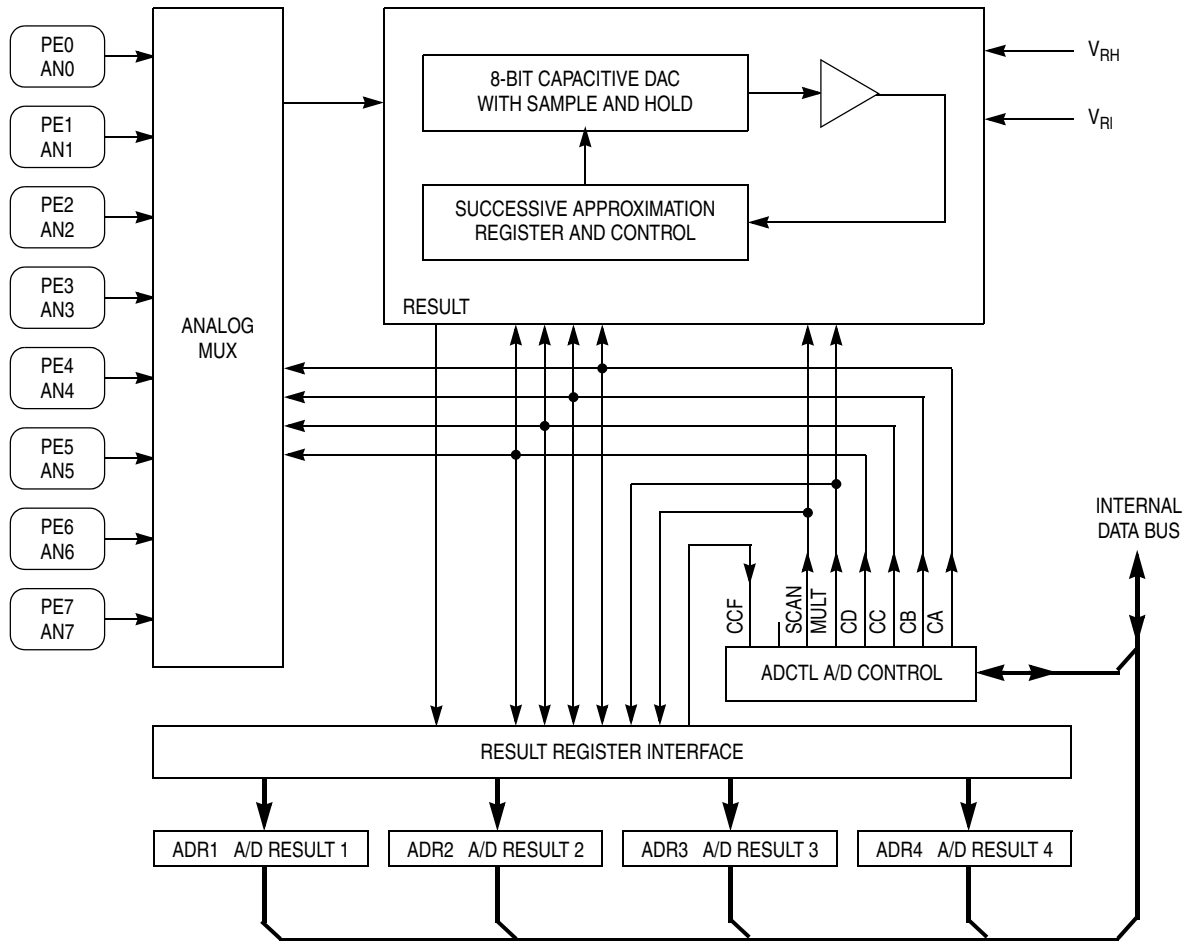 PE0
AN0
PE1
AN1
PE2
AN2
PE3
AN3
PE4
AN4
PE5
AN5
PE6
AN6
PE7
AN7
ANALOG
MUX
8-BIT CAPACITIVE DAC
WITH SAMPLE AND HOLD
SUCCESSIVE APPROXIMATION
REGISTER AND CONTROL
RESULT
VRH
VRl
INTERNAL
DATA BUS
CCF
SCAN
MULT
CD
CC
CB
CA
ADCTL A/D CONTROL
RESULT REGISTER INTERFACE
ADR1 A/D RESULT 1
ADR2 A/D RESULT 2
ADR3 A/D RESULT 3
ADR4 A/D RESULT 4